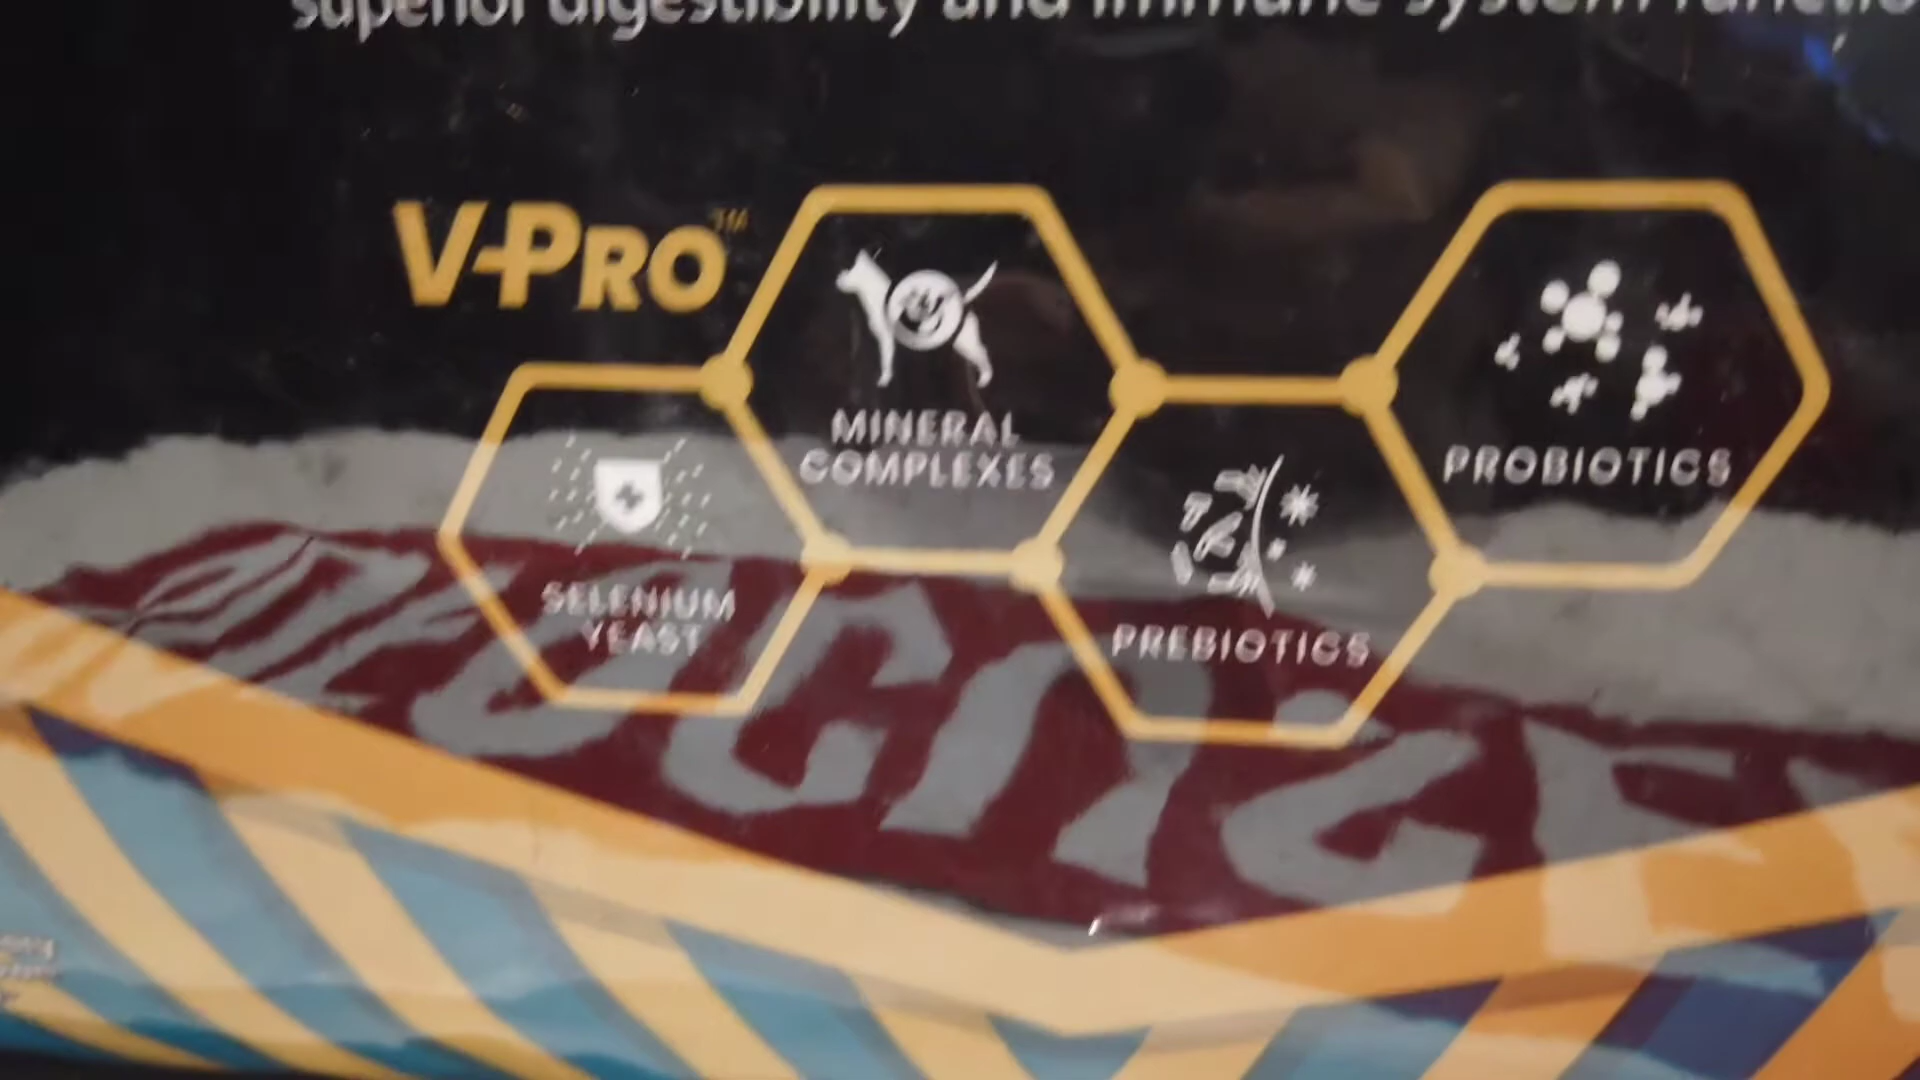 superior digestibility and immune system functio
V-PRO™
MINERAL
COMPLEXES
PROBIOTICS
SELENIUM
YEAST
PREBIOTICS